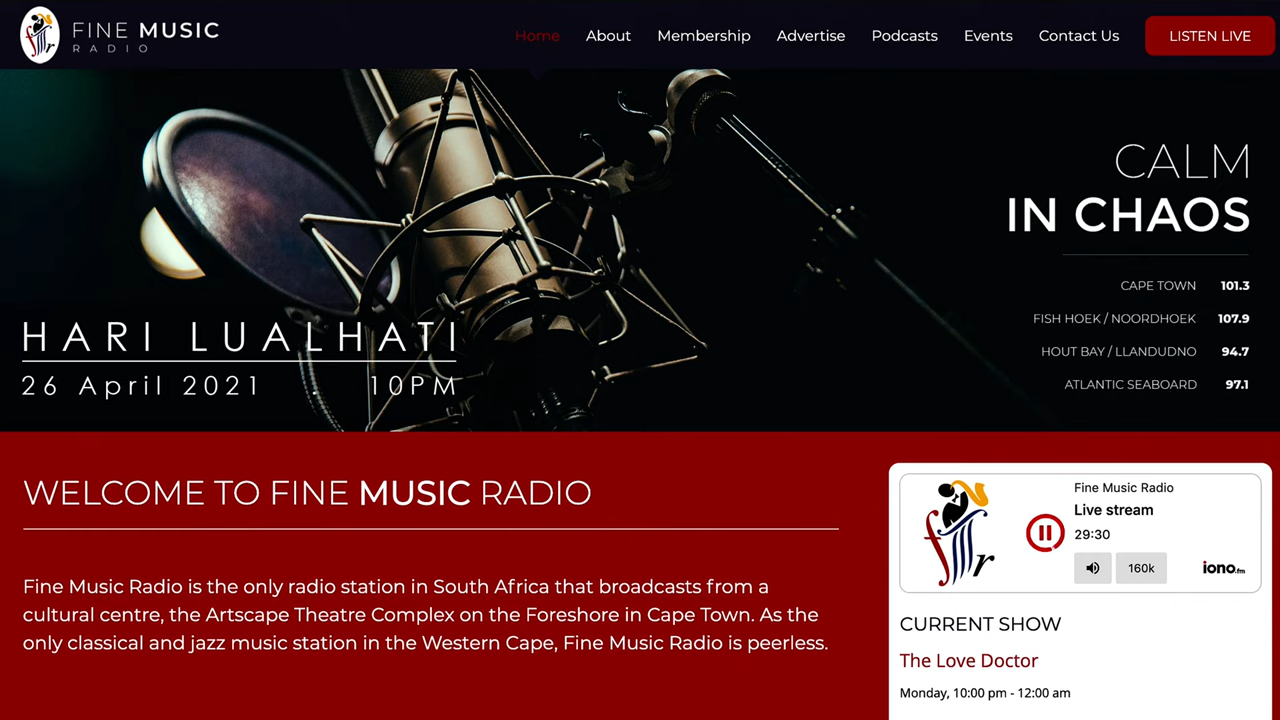 FINE MUSIC
RADIO
Home
About
Membership
Advertise
Podcasts
Events
Contact Us
LISTEN LIVE
CALM
IN CHAOS
CAPE TOWN 101.3
FISH HOEK / NOORDHOEK 107.9
HOUT BAY / LLANDUDNO 94.7
ATLANTIC SEABOARD 97.1
HARI LUALHATI
26 April 2021 . 10PM
WELCOME TO FINE MUSIC RADIO
Fine Music Radio is the only radio station in South Africa that broadcasts from a
cultural centre, the Artscape Theatre Complex on the Foreshore in Cape Town. As the
only classical and jazz music station in the Western Cape, Fine Music Radio is peerless.
fmr
Fine Music Radio
Live stream
29:30
160k
iono.fm
CURRENT SHOW
The Love Doctor
Monday, 10:00 pm - 12:00 am